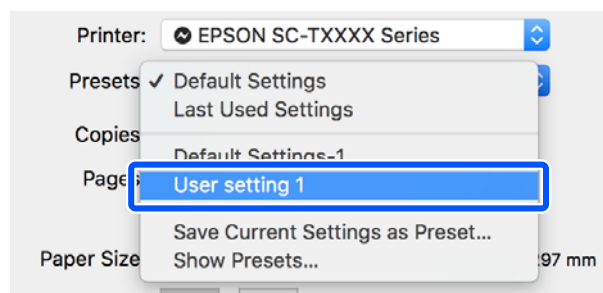 Printer: EPSON SC-TXXXX Series
Presets ✓ Default Settings
Last Used Settings
Copies
Default Settings-1
Pages
User setting 1
Save Current Settings as Preset...
Paper Size Show Presets... 97 mm